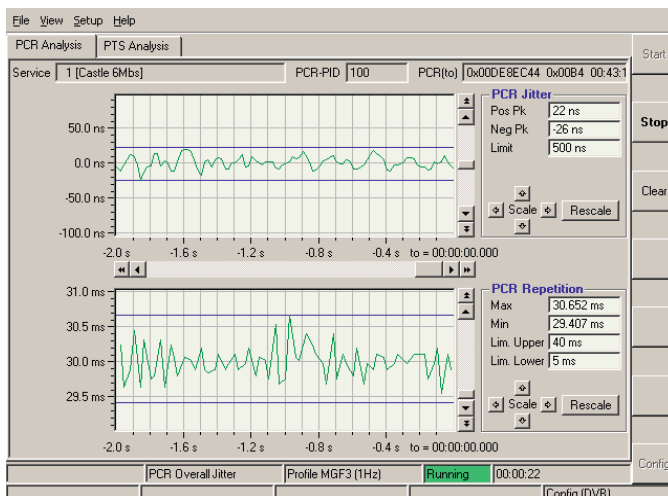 File View Setup Help
PCR Analysis PTS Analysis
Start
Service 1 [Castle 6Mbs] PCR-PID 100 PCR(to) 0x00DE8EC44 0x00B4 00:43:1
PCR Jitter
Pos Pk 22 ns
Neg Pk -26 ns
Limit 500 ns
Stop
Clear
50.0 ns
0.0 ns
-50.0 ns
-100.0 ns
Scale Rescale
-2.0 s -1.6 s -1.2 s -0.8 s -0.4 s to = 00:00:00.000
PCR Repetition
Max 30.652 ms
Min 29.407 ms
Lim. Upper 40 ms
Lim. Lower 5 ms
31.0 ms
30.5 ms
30.0 ms
29.5 ms
Scale Rescale
-2.0 s -1.6 s -1.2 s -0.8 s -0.4 s to = 00:00:00.000
Config
PCR Overall Jitter Profile MGF3 (1Hz) Running 00:00:22
Config (DVB)